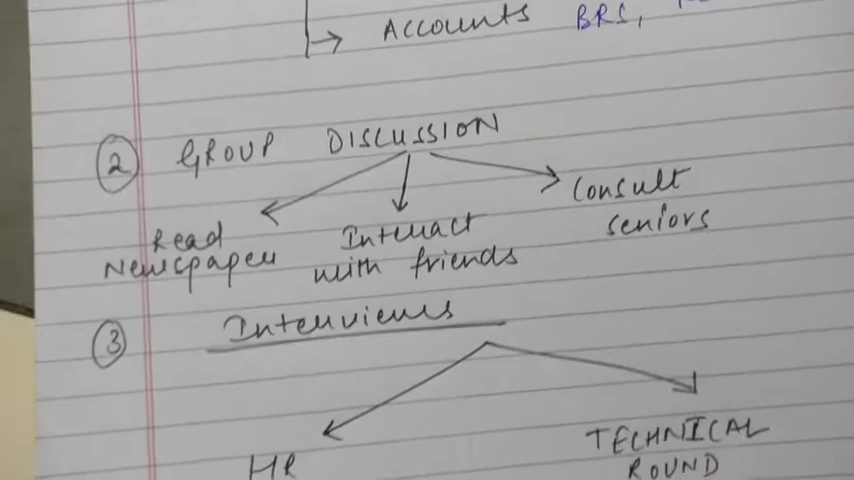 → Accounts BRS,
② GROUP DISCUSSION
Read Newspaper
Interact with friends
Consult seniors
③ Interviews
HR
TECHNICAL ROUND